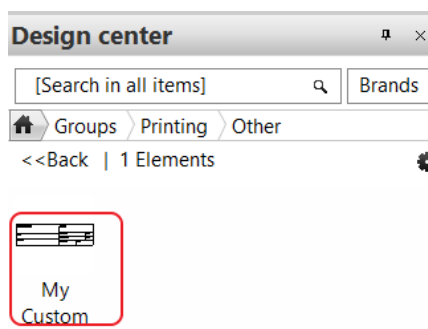 Design center
[Search in all items] Brands
Groups Printing Other
<<Back | 1 Elements
My
Custom